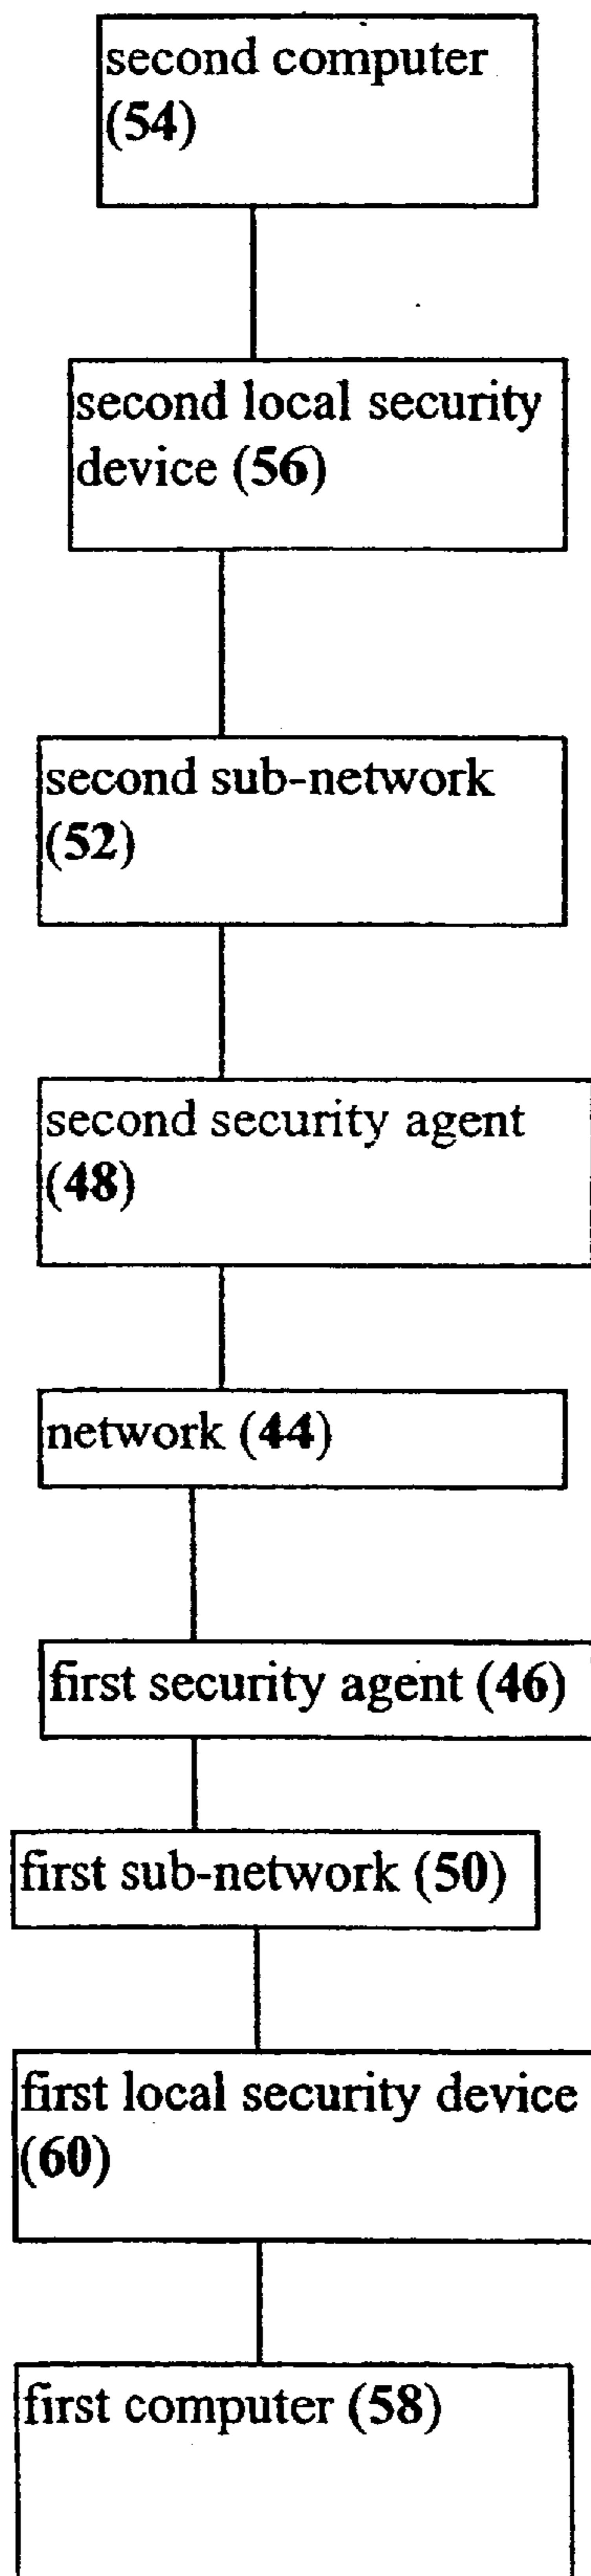 second computer
(54)
second local security
device (56)
second sub-network
(52)
second security agent
(48)
network (44)
first security agent (46)
first sub-network (50)
first local security device
(60)
first computer (58)